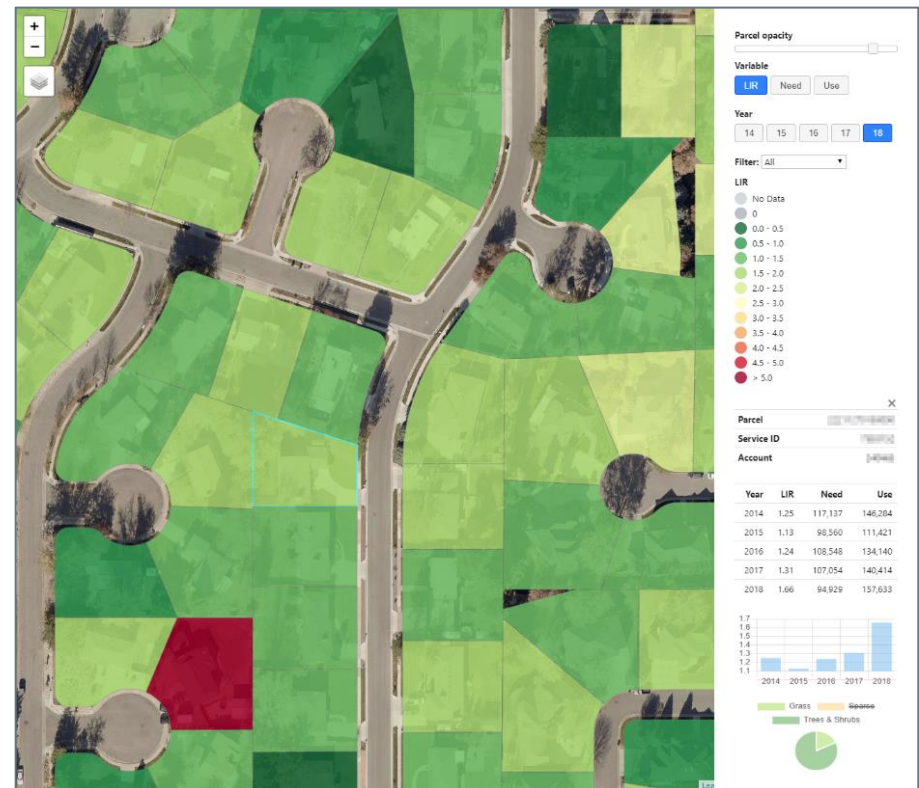 +
−
Parcel opacity
Variable
LIR Need Use
Year
14 15 16 17 18
Filter: All
LIR
No Data
0
0.0 - 0.5
0.5 - 1.0
1.0 - 1.5
1.5 - 2.0
2.0 - 2.5
2.5 - 3.0
3.0 - 3.5
3.5 - 4.0
4.0 - 4.5
4.5 - 5.0
> 5.0
×
Parcel
Service ID
Account
Year LIR Need Use
2014 1.25 117,137 146,284
2015 1.13 98,560 111,421
2016 1.24 108,548 134,140
2017 1.31 107,054 140,414
2018 1.66 94,929 157,633
1.7
1.6
1.5
1.4
1.3
1.2
1.1
2014 2015 2016 2017 2018
Grass Sparse
Trees & Shrubs
Lea